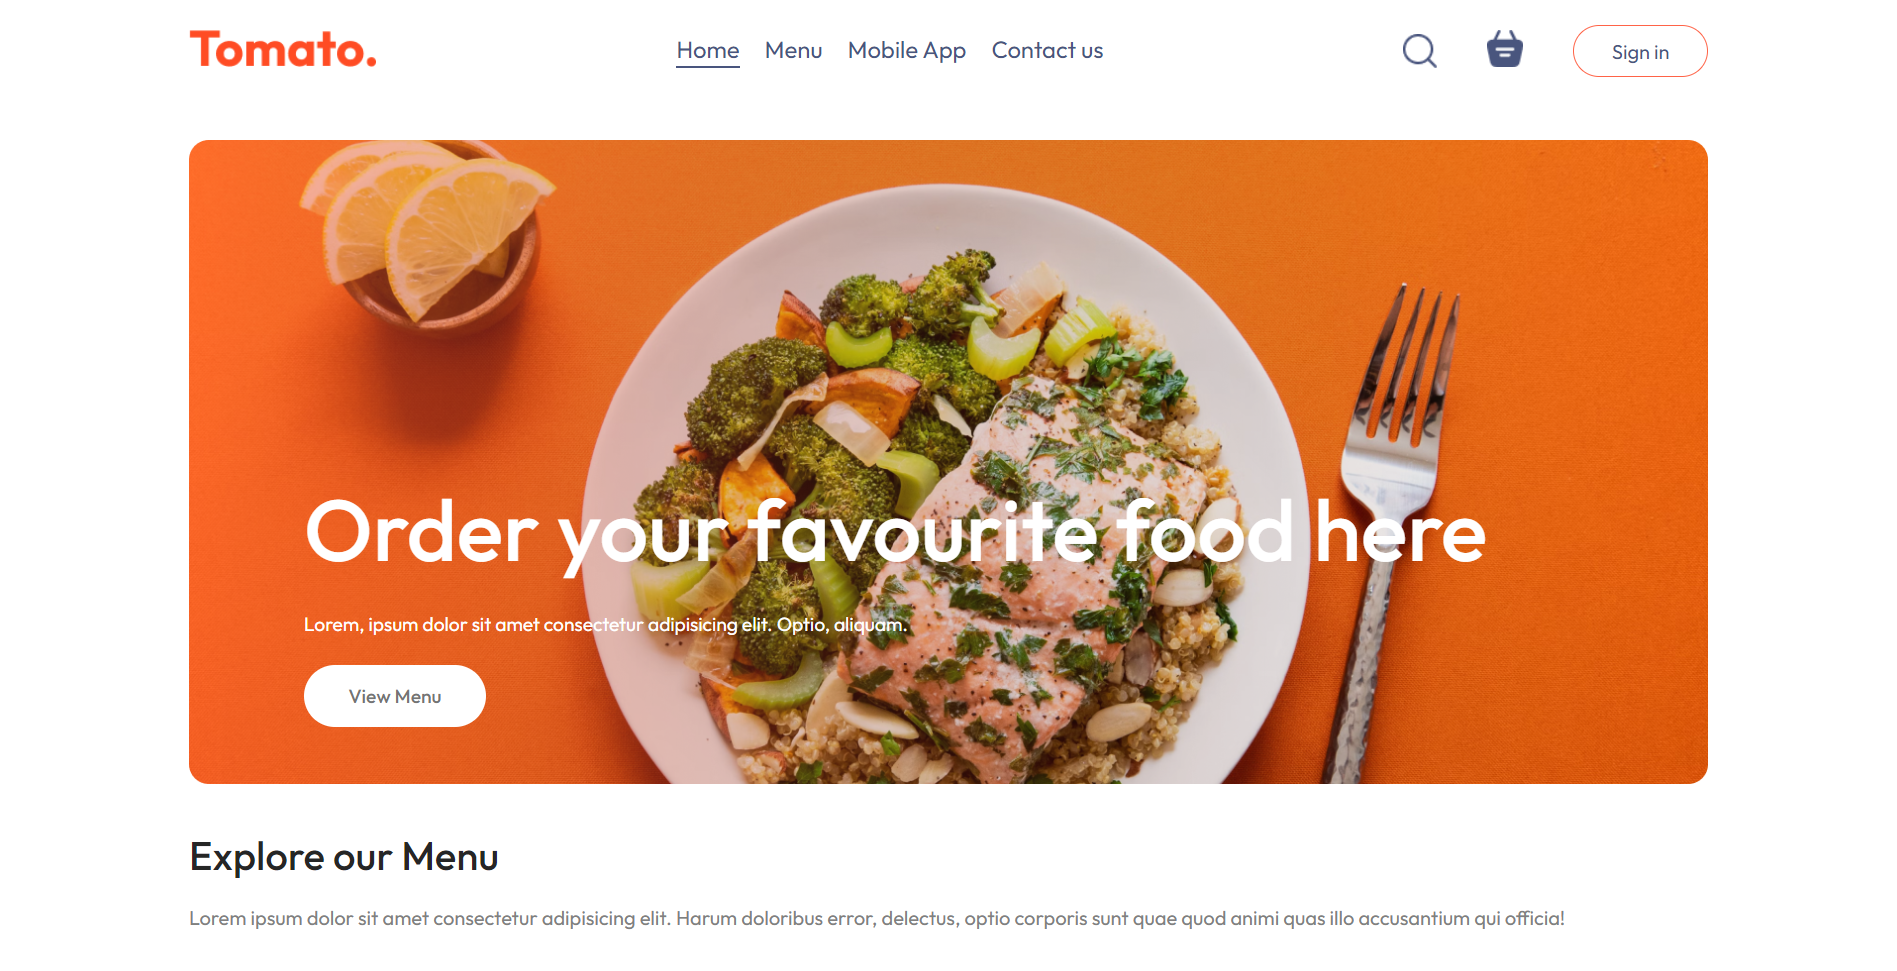 Tomato.
Home Menu Mobile App Contact us
Sign in
Order your favourite food here
Lorem, ipsum dolor sit amet consectetur adipisicing elit. Optio, aliquam.
View Menu
Explore our Menu
Lorem ipsum dolor sit amet consectetur adipisicing elit. Harum doloribus error, delectus, optio corporis sunt quae quod animi quas illo accusantium qui officia!